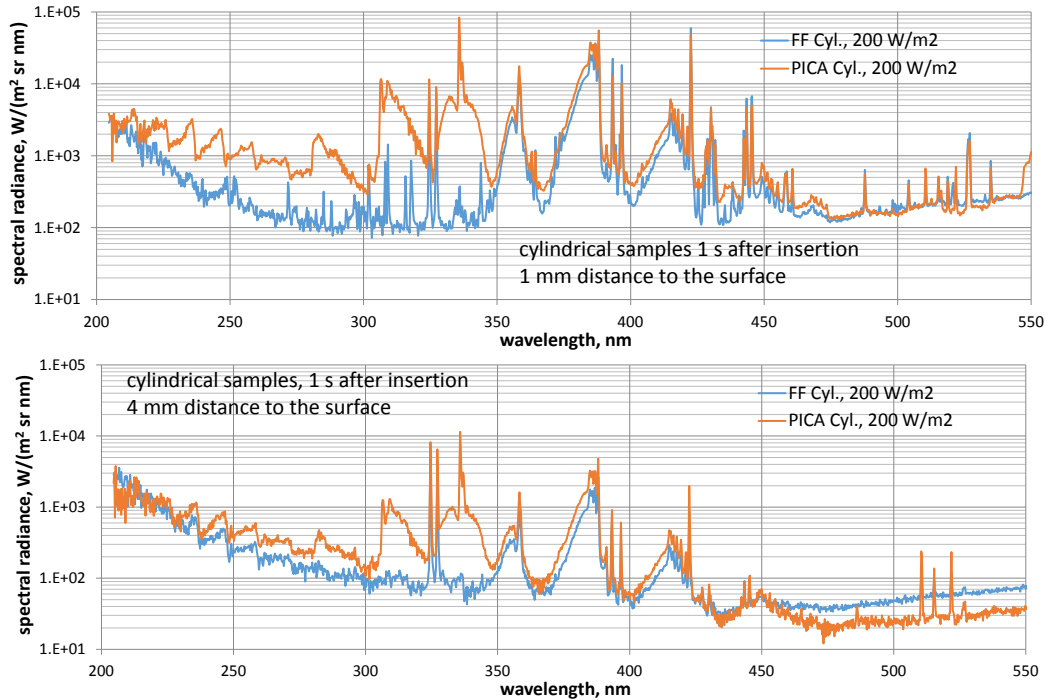 1.E+05
1.E+04
1.E+03
1.E+02
1.E+01
spectral radiance, W/(m² sr nm)
FF Cyl., 200 W/m2
PICA Cyl., 200 W/m2
cylindrical samples 1 s after insertion
1 mm distance to the surface
200 250 300 350 400 450 500 550
wavelength, nm
1.E+05
1.E+04
1.E+03
1.E+02
1.E+01
spectral radiance, W/(m² sr nm)
cylindrical samples, 1 s after insertion
4 mm distance to the surface
FF Cyl., 200 W/m2
PICA Cyl., 200 W/m2
200 250 300 350 400 450 500 550
wavelength, nm